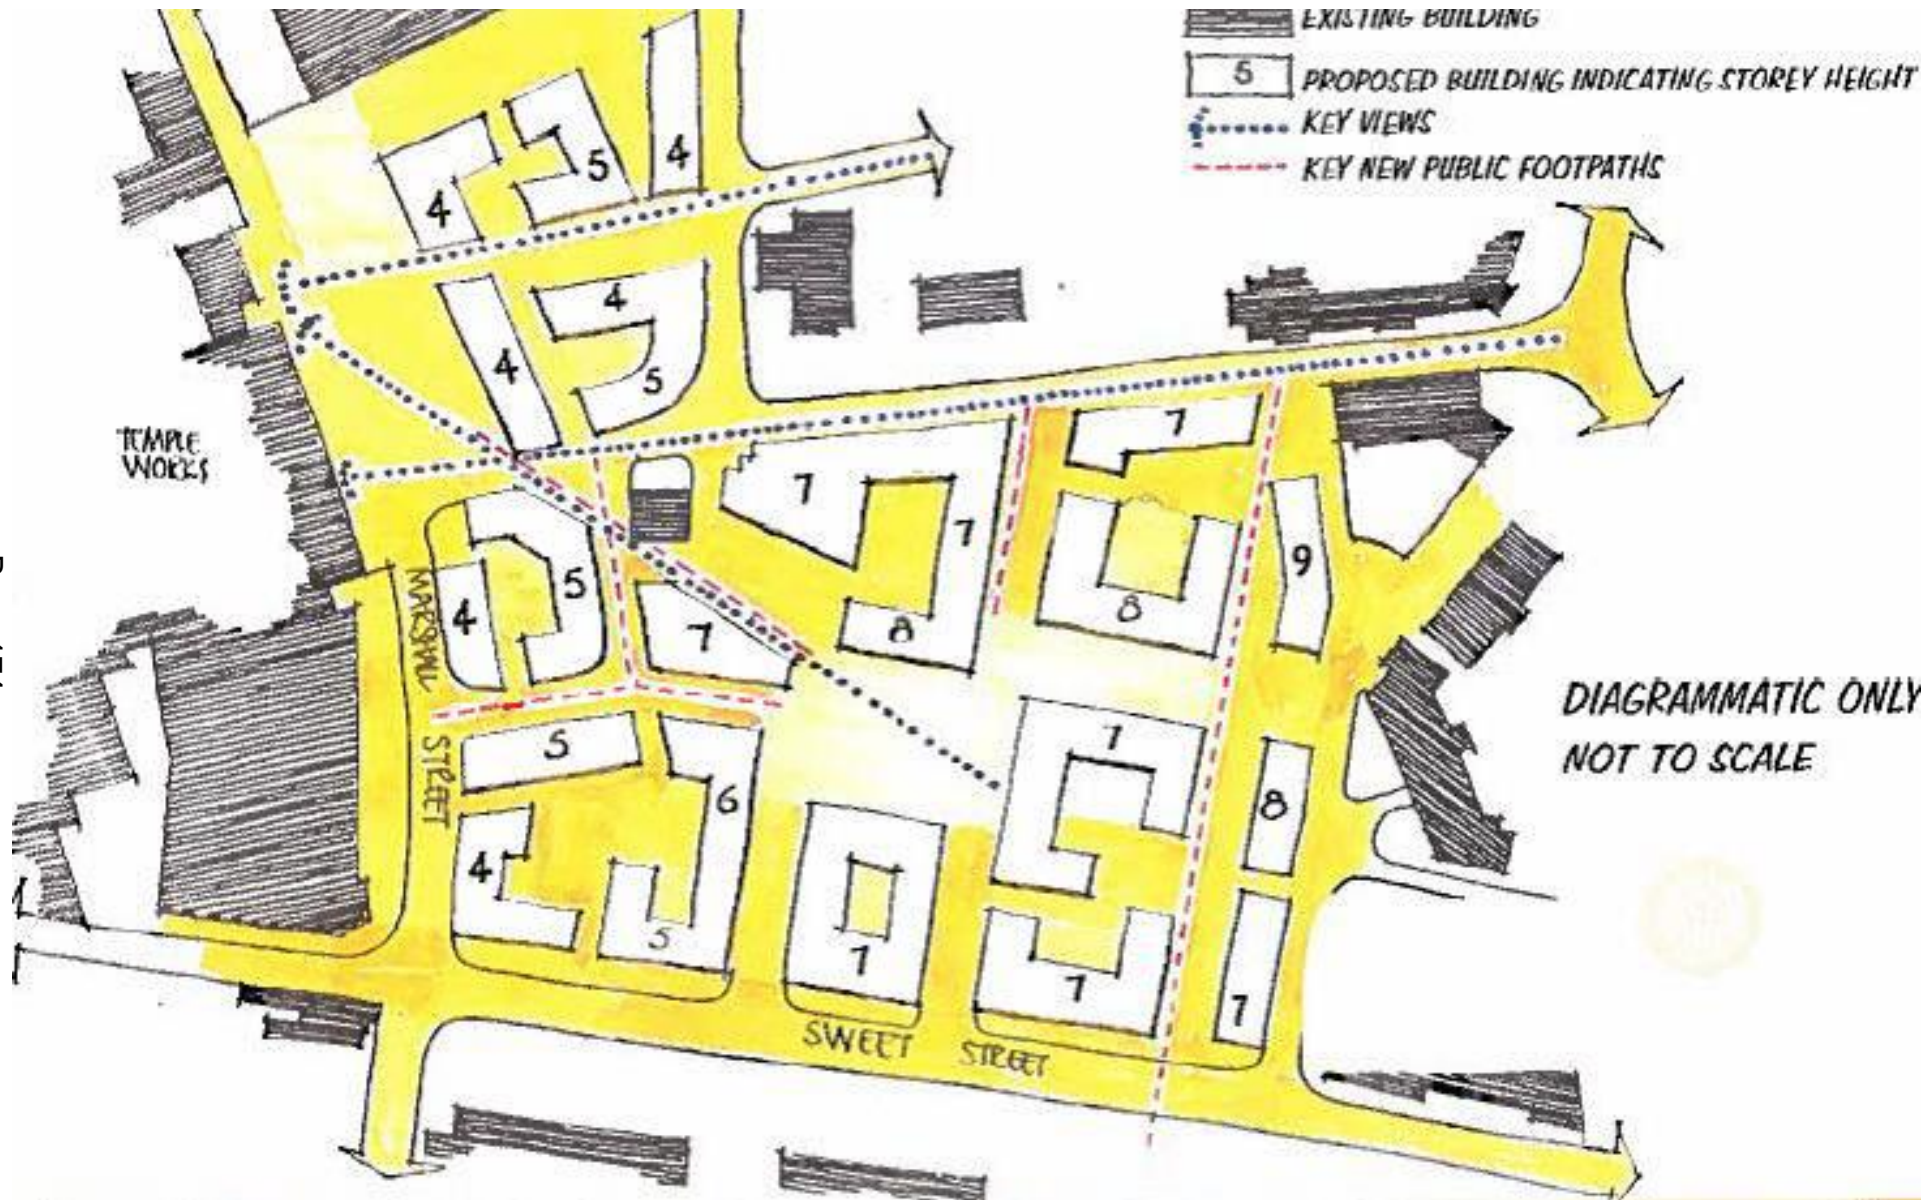 EXISTING BUILDING
5 PROPOSED BUILDING INDICATING STOREY HEIGHT
KEY VIEWS
KEY NEW PUBLIC FOOTPATHS
4
5
4
4
4
4
5
TEMPLE
WORKS
7
7
7
8
8
9
5
4
7
MARSHALL
STREET
DIAGRAMMATIC ONLY
NOT TO SCALE
5
6
7
8
4
5
7
7
7
SWEET STREET